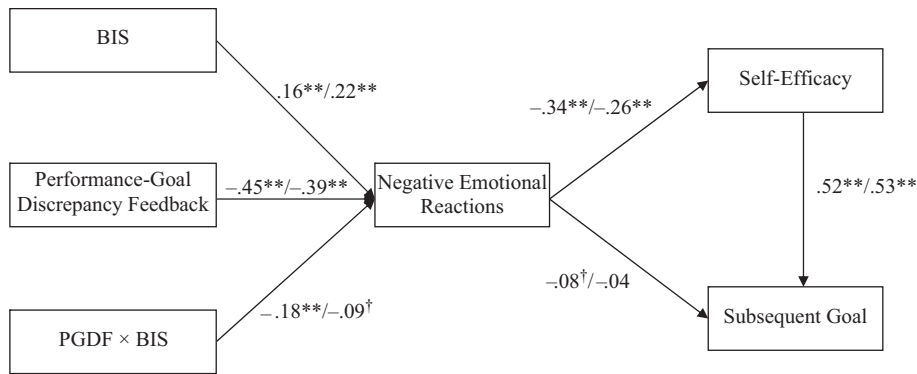 BIS
.16**/.22**
Self-Efficacy
–.34**/–.26**
Performance-Goal
Discrepancy Feedback
–.45**/–.39**
Negative Emotional
Reactions
.52**/.53**
–.08†/–.04
–.18**/–.09†
PGDF × BIS
Subsequent Goal